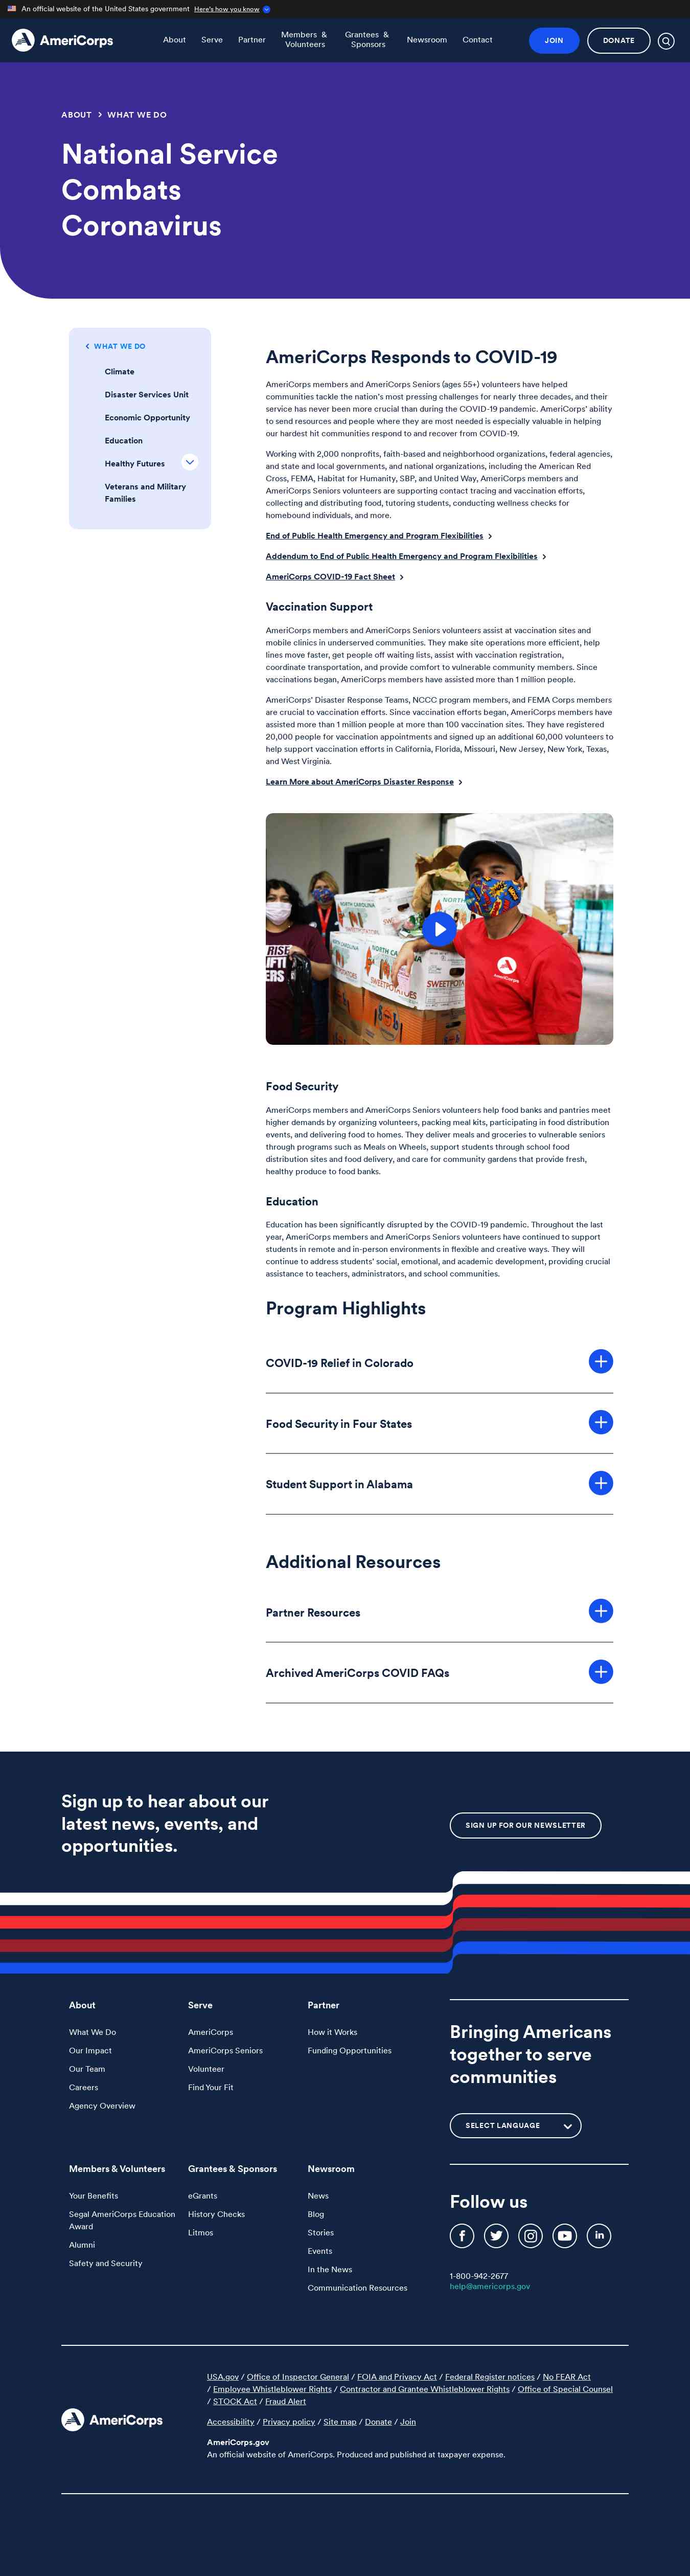 An official website of the United States government Here's how you know
AmeriCorps
About
Serve
Partner
Members &
Volunteers
Grantees &
Sponsors
Newsroom
Contact
JOIN
DONATE
ABOUT > WHAT WE DO
National Service
Combats
Coronavirus
WHAT WE DO
Climate
Disaster Services Unit
Economic Opportunity
Education
Healthy Futures
Veterans and Military
Families
AmeriCorps Responds to COVID-19
AmeriCorps members and AmeriCorps Seniors (ages 55+) volunteers have helped
communities tackle the nation's most pressing challenges for nearly three decades, and their
service has never been more crucial than during the COVID-19 pandemic. AmeriCorps' ability
to send resources and people where they are most needed is especially valuable in helping
our hardest hit communities respond to and recover from COVID-19.
Working with 2,000 nonprofits, faith-based and neighborhood organizations, federal agencies,
and state and local governments, and national organizations, including the American Red
Cross, FEMA, Habitat for Humanity, SBP, and United Way, AmeriCorps members and
AmeriCorps Seniors volunteers are supporting contact tracing and vaccination efforts,
collecting and distributing food, tutoring students, conducting wellness checks for
homebound individuals, and more.
End of Public Health Emergency and Program Flexibilities
Addendum to End of Public Health Emergency and Program Flexibilities
AmeriCorps COVID-19 Fact Sheet
Vaccination Support
AmeriCorps members and AmeriCorps Seniors volunteers assist at vaccination sites and
mobile clinics in underserved communities. They make site operations more efficient, help
lines move faster, get people off waiting lists, assist with vaccination registration,
coordinate transportation, and provide comfort to vulnerable community members. Since
vaccinations began, AmeriCorps members have assisted more than 1 million people.
AmeriCorps' Disaster Response Teams, NCCC program members, and FEMA Corps members
are crucial to vaccination efforts. Since vaccination efforts began, AmeriCorps members have
assisted more than 1 million people at more than 100 vaccination sites. They have registered
20,000 people for vaccination appointments and signed up an additional 60,000 volunteers to
help support vaccination efforts in California, Florida, Missouri, New Jersey, New York, Texas,
and West Virginia.
Learn More about AmeriCorps Disaster Response
NORTH CAROLINA
SWEETPOTATOES
AmeriCorps
Food Security
AmeriCorps members and AmeriCorps Seniors volunteers help food banks and pantries meet
higher demands by organizing volunteers, packing meal kits, participating in food distribution
events, and delivering food to homes. They deliver meals and groceries to vulnerable seniors
through programs such as Meals on Wheels, support students through school food
distribution sites and food delivery, and care for community gardens that provide fresh,
healthy produce to food banks.
Education
Education has been significantly disrupted by the COVID-19 pandemic. Throughout the last
year, AmeriCorps members and AmeriCorps Seniors volunteers have continued to support
students in remote and in-person environments in flexible and creative ways. They will
continue to address students' social, emotional, and academic development, providing crucial
assistance to teachers, administrators, and school communities.
Program Highlights
COVID-19 Relief in Colorado
Food Security in Four States
Student Support in Alabama
Additional Resources
Partner Resources
Archived AmeriCorps COVID FAQs
Sign up to hear about our
latest news, events, and
opportunities.
SIGN UP FOR OUR NEWSLETTER
About
What We Do
Our Impact
Our Team
Careers
Agency Overview
Serve
AmeriCorps
AmeriCorps Seniors
Volunteer
Find Your Fit
Partner
How it Works
Funding Opportunities
Bringing Americans
together to serve
communities
SELECT LANGUAGE
Members & Volunteers
Your Benefits
Segal AmeriCorps Education
Award
Alumni
Safety and Security
Grantees & Sponsors
eGrants
History Checks
Litmos
Newsroom
News
Blog
Stories
Events
In the News
Communication Resources
Follow us
1-800-942-2677
help@americorps.gov
AmeriCorps
USA.gov / Office of Inspector General / FOIA and Privacy Act / Federal Register notices / No FEAR Act
/ Employee Whistleblower Rights / Contractor and Grantee Whistleblower Rights / Office of Special Counsel
/ STOCK Act / Fraud Alert
Accessibility / Privacy policy / Site map / Donate / Join
AmeriCorps.gov
An official website of AmeriCorps. Produced and published at taxpayer expense.